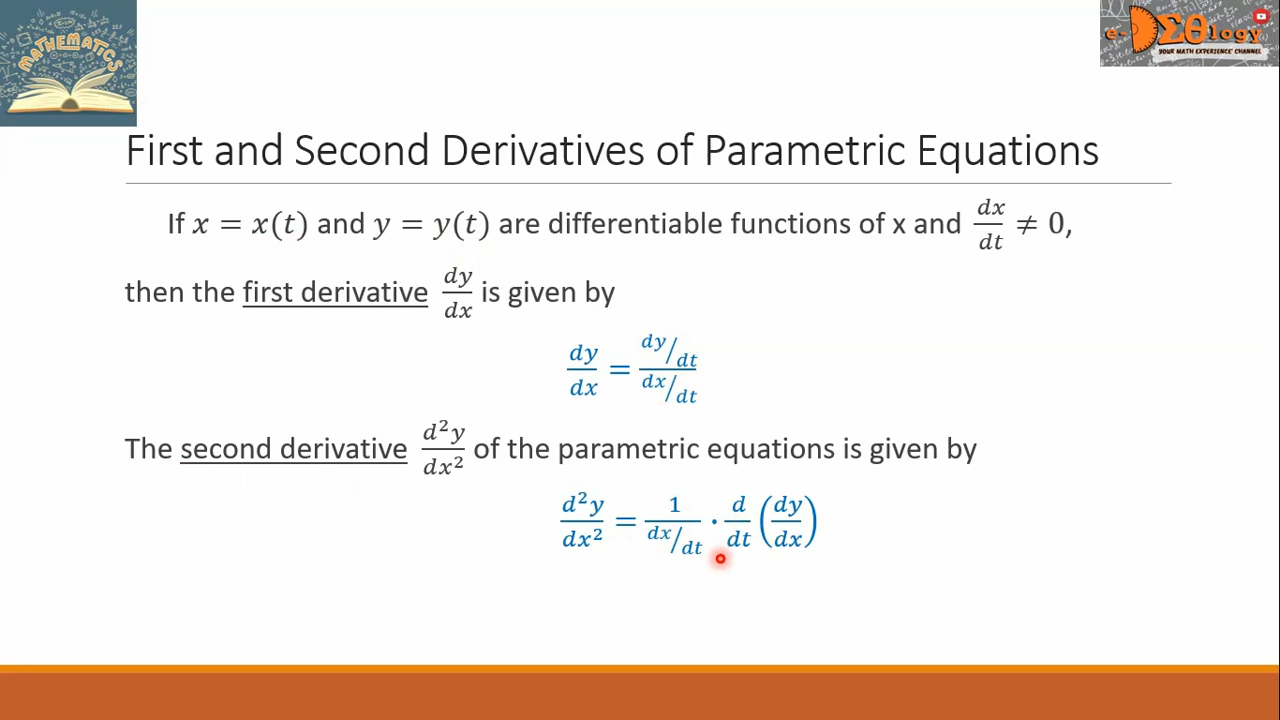 MATHEMATICS
e-DΣθlogy
YOUR MATH EXPERIENCE CHANNEL
First and Second Derivatives of Parametric Equations
If x = x(t) and y = y(t) are differentiable functions of x and dx/dt ≠ 0,
then the first derivative dy/dx is given by
dy/dx = (dy/dt)/(dx/dt)
The second derivative d²y/dx² of the parametric equations is given by
d²y/dx² = 1/(dx/dt) · d/dt (dy/dx)